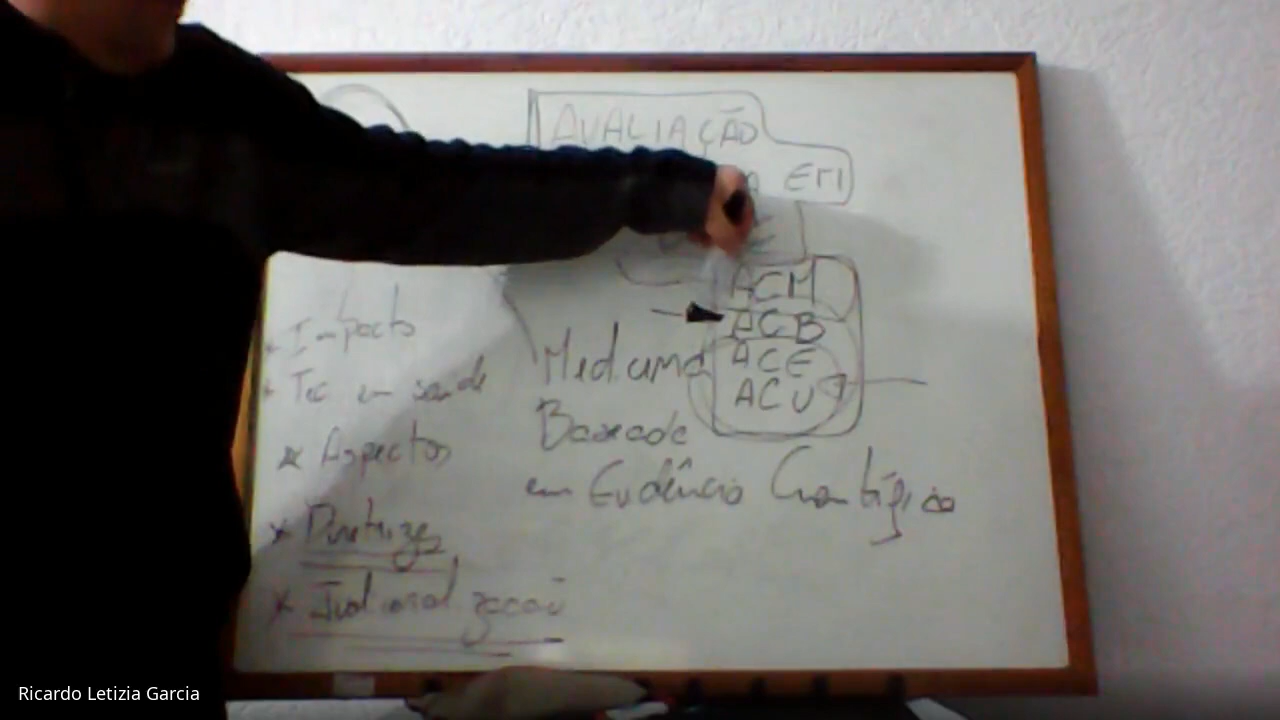 AVALIAÇÃO
EM
ACM
ACB
ACE
ACU
Medicina
Baseada
em Evidência Científica
* Impacto
* Tec em saúde
* Aspectos
* Diretrizes
* Judicialização
Ricardo Letizia Garcia